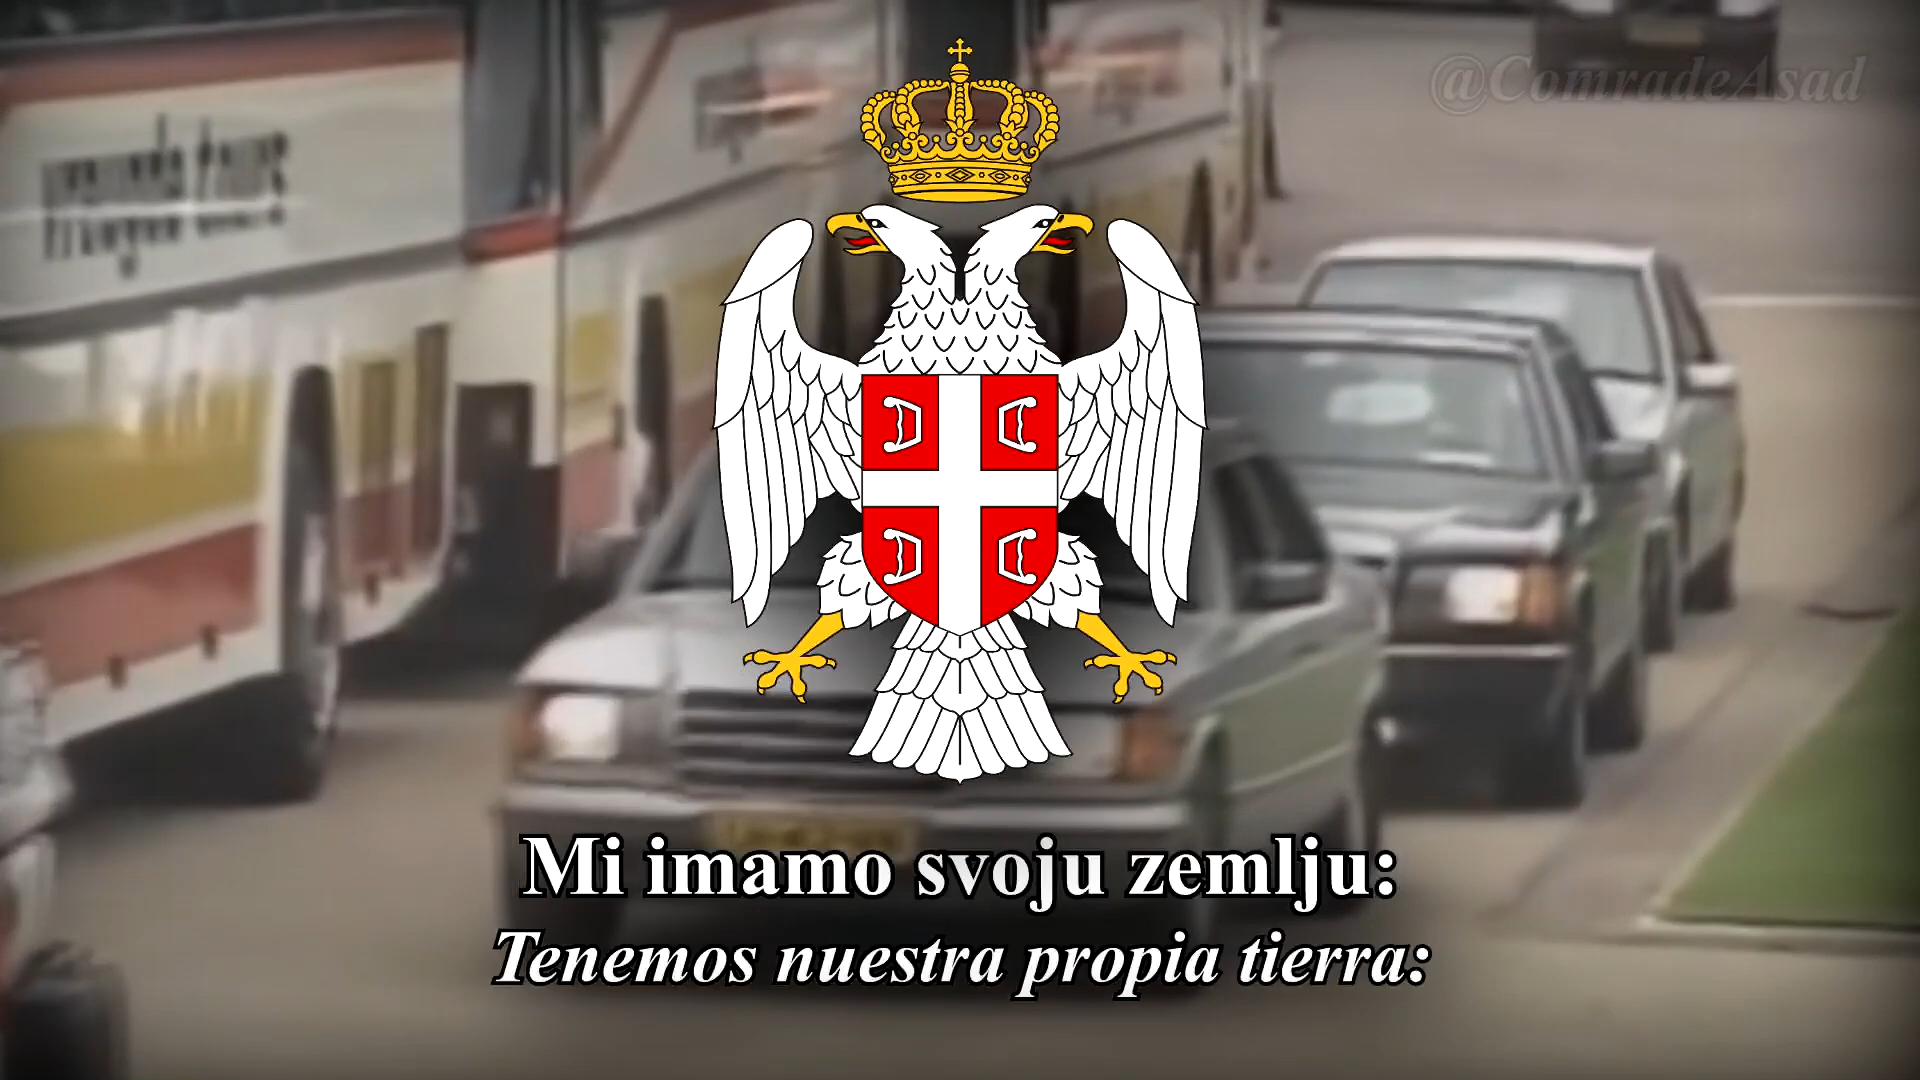 @ComradeAsad
Mi imamo svoju zemlju:
Tenemos nuestra propia tierra: